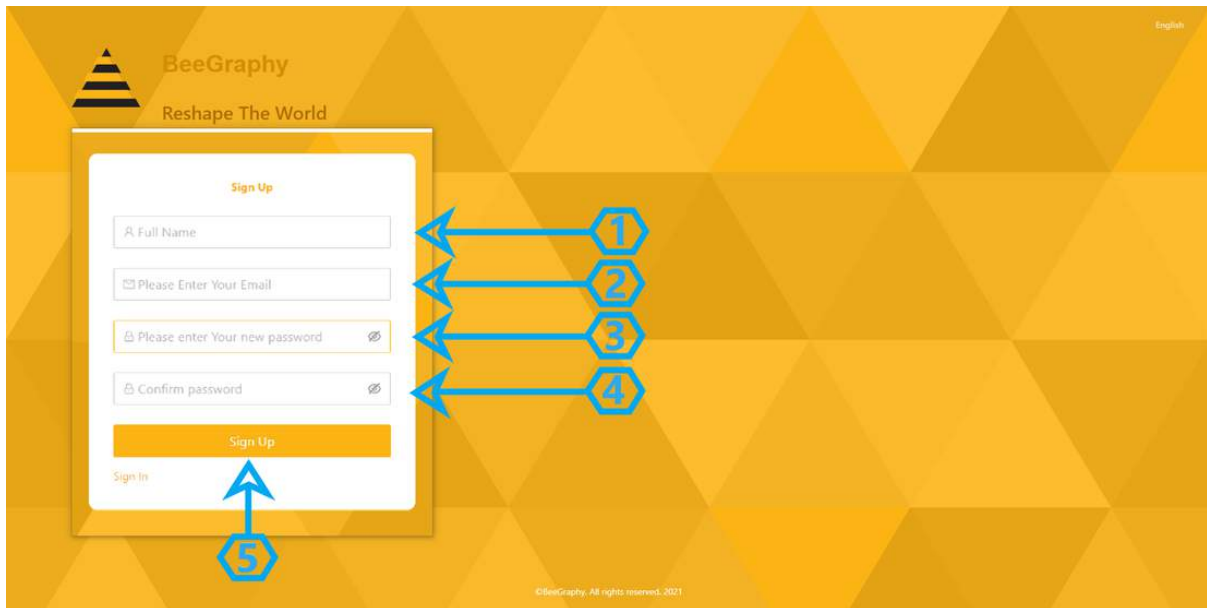 English
BeeGraphy
Reshape The World
Sign Up
Full Name
1
Please Enter Your Email
2
Please enter Your new password
3
Confirm password
4
Sign Up
Sign In
5
©BeeGraphy. All rights reserved. 2021